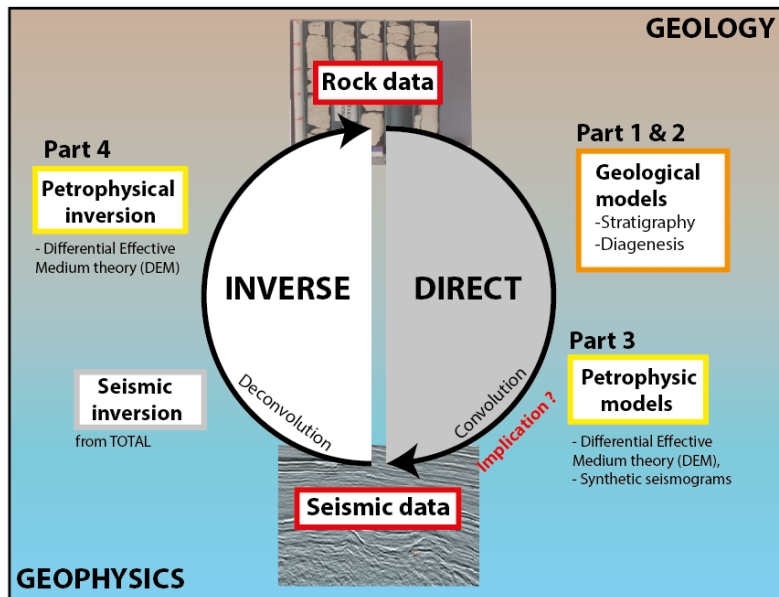 GEOLOGY
Rock data
Part 4
Petrophysical
inversion
- Differential Effective
Medium theory (DEM)
Part 1 & 2
Geological
models
-Stratigraphy
-Diagenesis
INVERSE
DIRECT
Part 3
Petrophysic
models
- Differential Effective
Medium theory (DEM),
- Synthetic seismograms
Seismic
inversion
from TOTAL
Deconvolution
Convolution
Implication ?
Seismic data
GEOPHYSICS